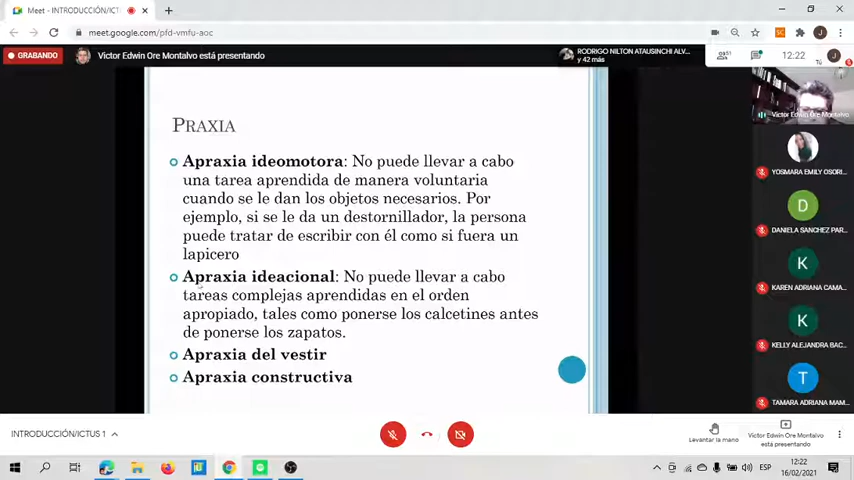 Meet - INTRODUCCIÓN/ICT
meet.google.com/pfd-vmfu-aoc
GRABANDO
Victor Edwin Ore Montalvo está presentando
RODRIGO NILTON ATAUSINCHI ALV...
y 42 más
12:22
Tú
PRAXIA
Apraxia ideomotora: No puede llevar a cabo
una tarea aprendida de manera voluntaria
cuando se le dan los objetos necesarios. Por
ejemplo, si se le da un destornillador, la persona
puede tratar de escribir con él como si fuera un
lapicero
Apraxia ideacional: No puede llevar a cabo
tareas complejas aprendidas en el orden
apropiado, tales como ponerse los calcetines antes
de ponerse los zapatos.
Apraxia del vestir
Apraxia constructiva
Victor Edwin Ore Montalvo
YOSMARA EMILY OSORI...
D
DANIELA SANCHEZ PAR...
K
KAREN ADRIANA CAMA...
K
KELLY ALEJANDRA BAC...
T
TAMARA ADRIANA MAM...
INTRODUCCIÓN/ICTUS 1
Levantar la mano
Victor Edwin Ore Montalvo
está presentando
ESP
12:22
16/02/2021